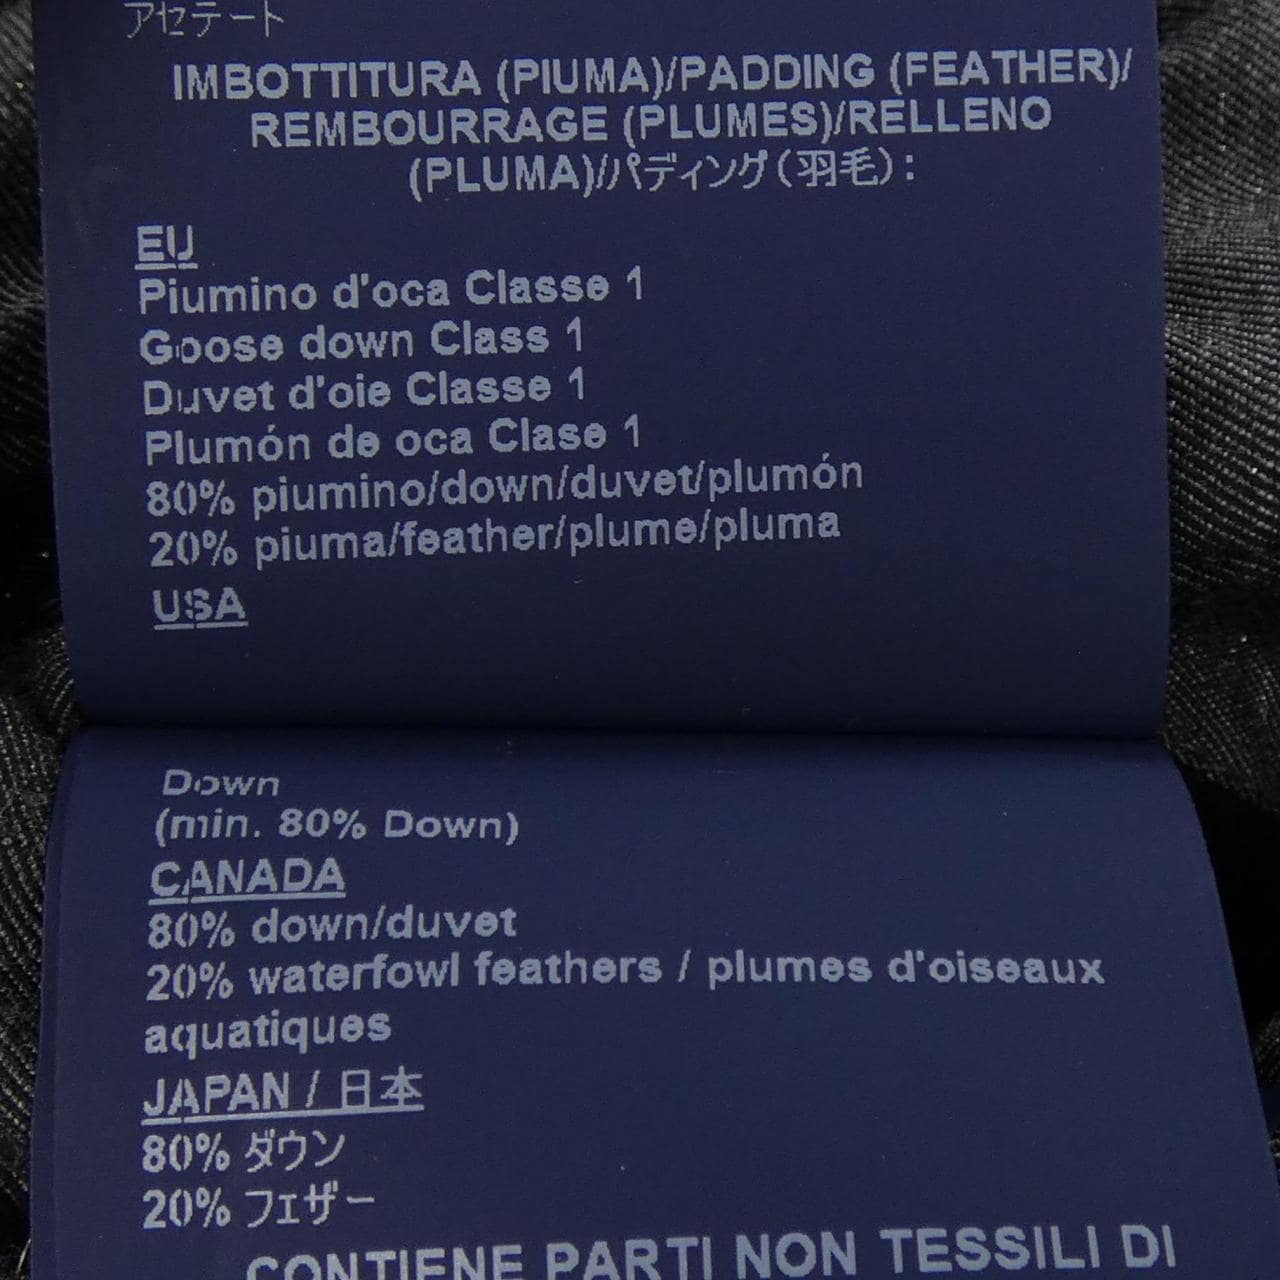 アセテート
IMBOTTITURA (PIUMA)/PADDING (FEATHER)/
REMBOURRAGE (PLUMES)/RELLENO
(PLUMA)/パディング(羽毛):
EU
Piumino d'oca Classe 1
Goose down Class 1
Duvet d'oie Classe 1
Plumón de oca Clase 1
80% piumino/down/duvet/plumón
20% piuma/feather/plume/pluma
USA
Down
(min. 80% Down)
CANADA
80% down/duvet
20% waterfowl feathers / plumes d'oiseaux
aquatiques
JAPAN / 日本
80% ダウン
20% フェザー
CONTIENE PARTI NON TESSILI DI